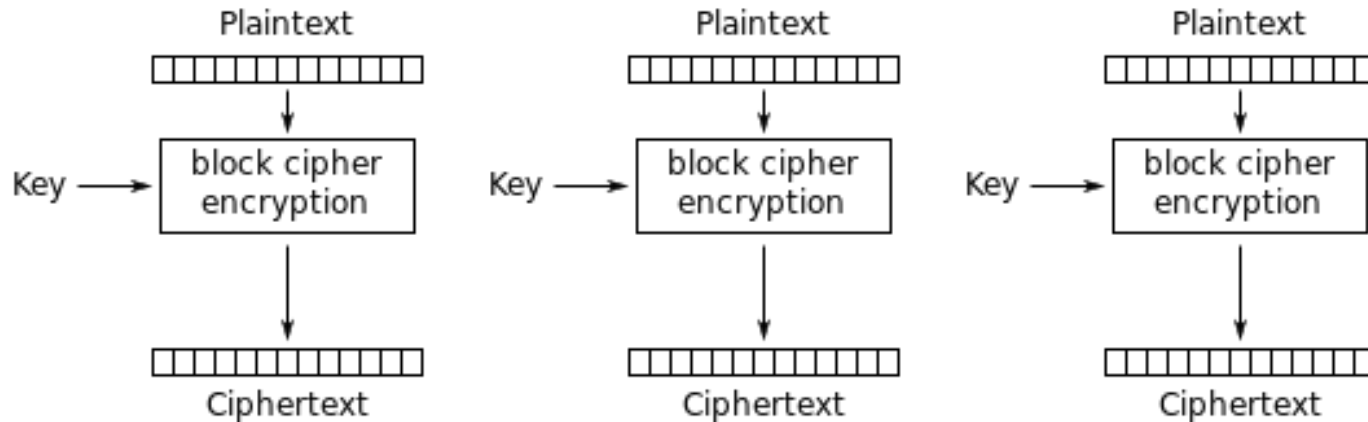 Plaintext
Plaintext
Plaintext
Key
block cipher
encryption
Key
block cipher
encryption
Key
block cipher
encryption
Ciphertext
Ciphertext
Ciphertext